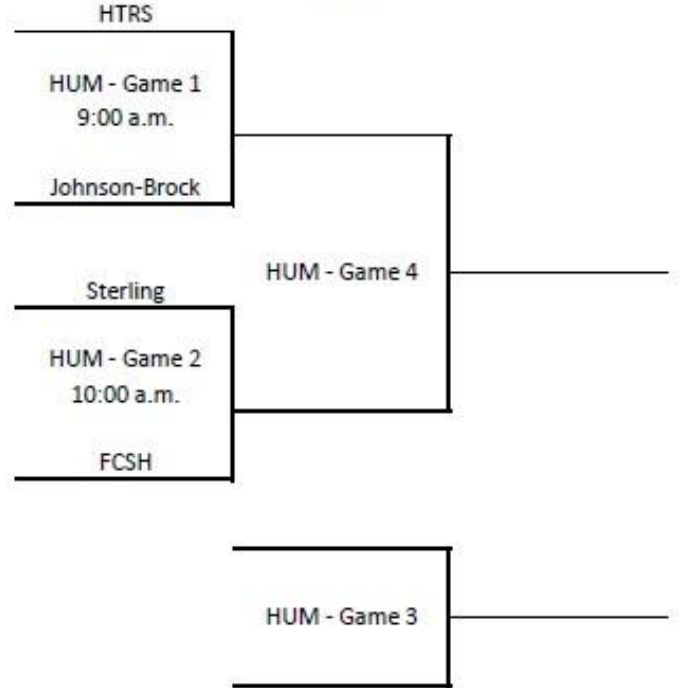 HTRS
HUM - Game 1
9:00 a.m.
Johnson-Brock
HUM - Game 4
Sterling
HUM - Game 2
10:00 a.m.
FCSH
HUM - Game 3